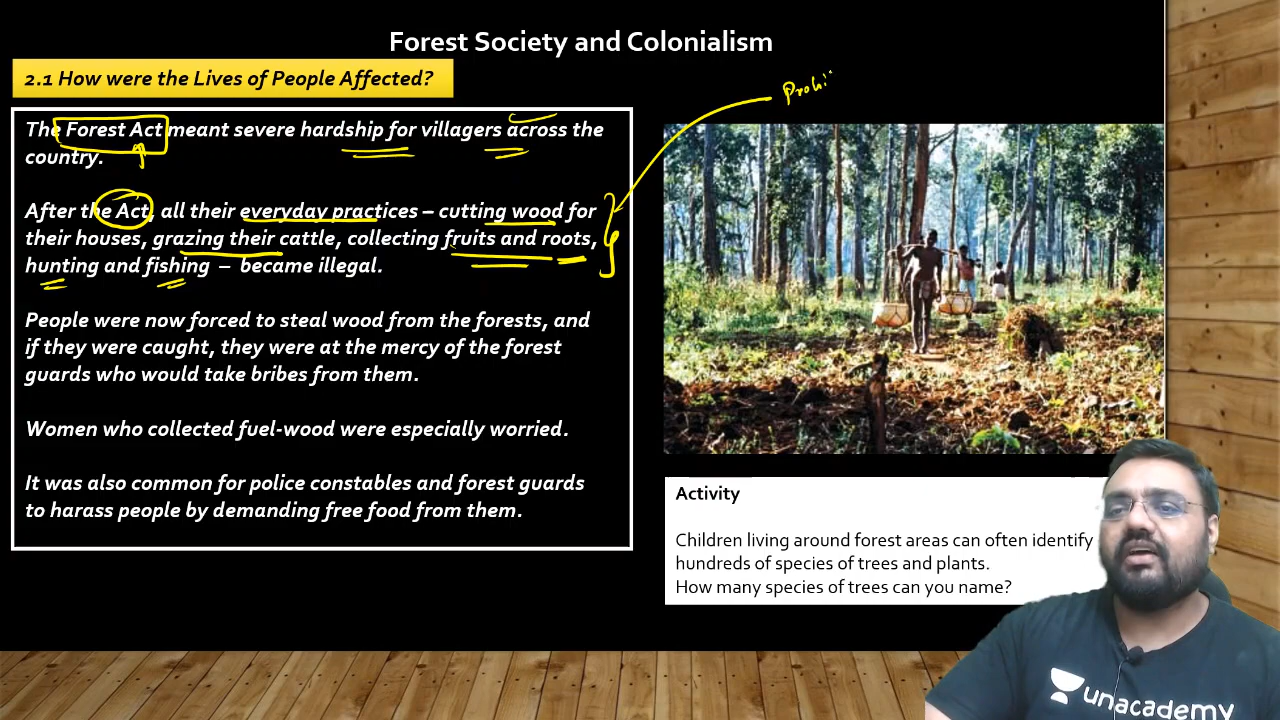 Forest Society and Colonialism
2.1 How were the Lives of People Affected?
The Forest Act meant severe hardship for villagers across the
country.
After the Act, all their everyday practices – cutting wood for
their houses, grazing their cattle, collecting fruits and roots,
hunting and fishing – became illegal.
People were now forced to steal wood from the forests, and
if they were caught, they were at the mercy of the forest
guards who would take bribes from them.
Women who collected fuel-wood were especially worried.
It was also common for police constables and forest guards
to harass people by demanding free food from them.
Prohi
Activity
Children living around forest areas can often identify
hundreds of species of trees and plants.
How many species of trees can you name?
unacademy